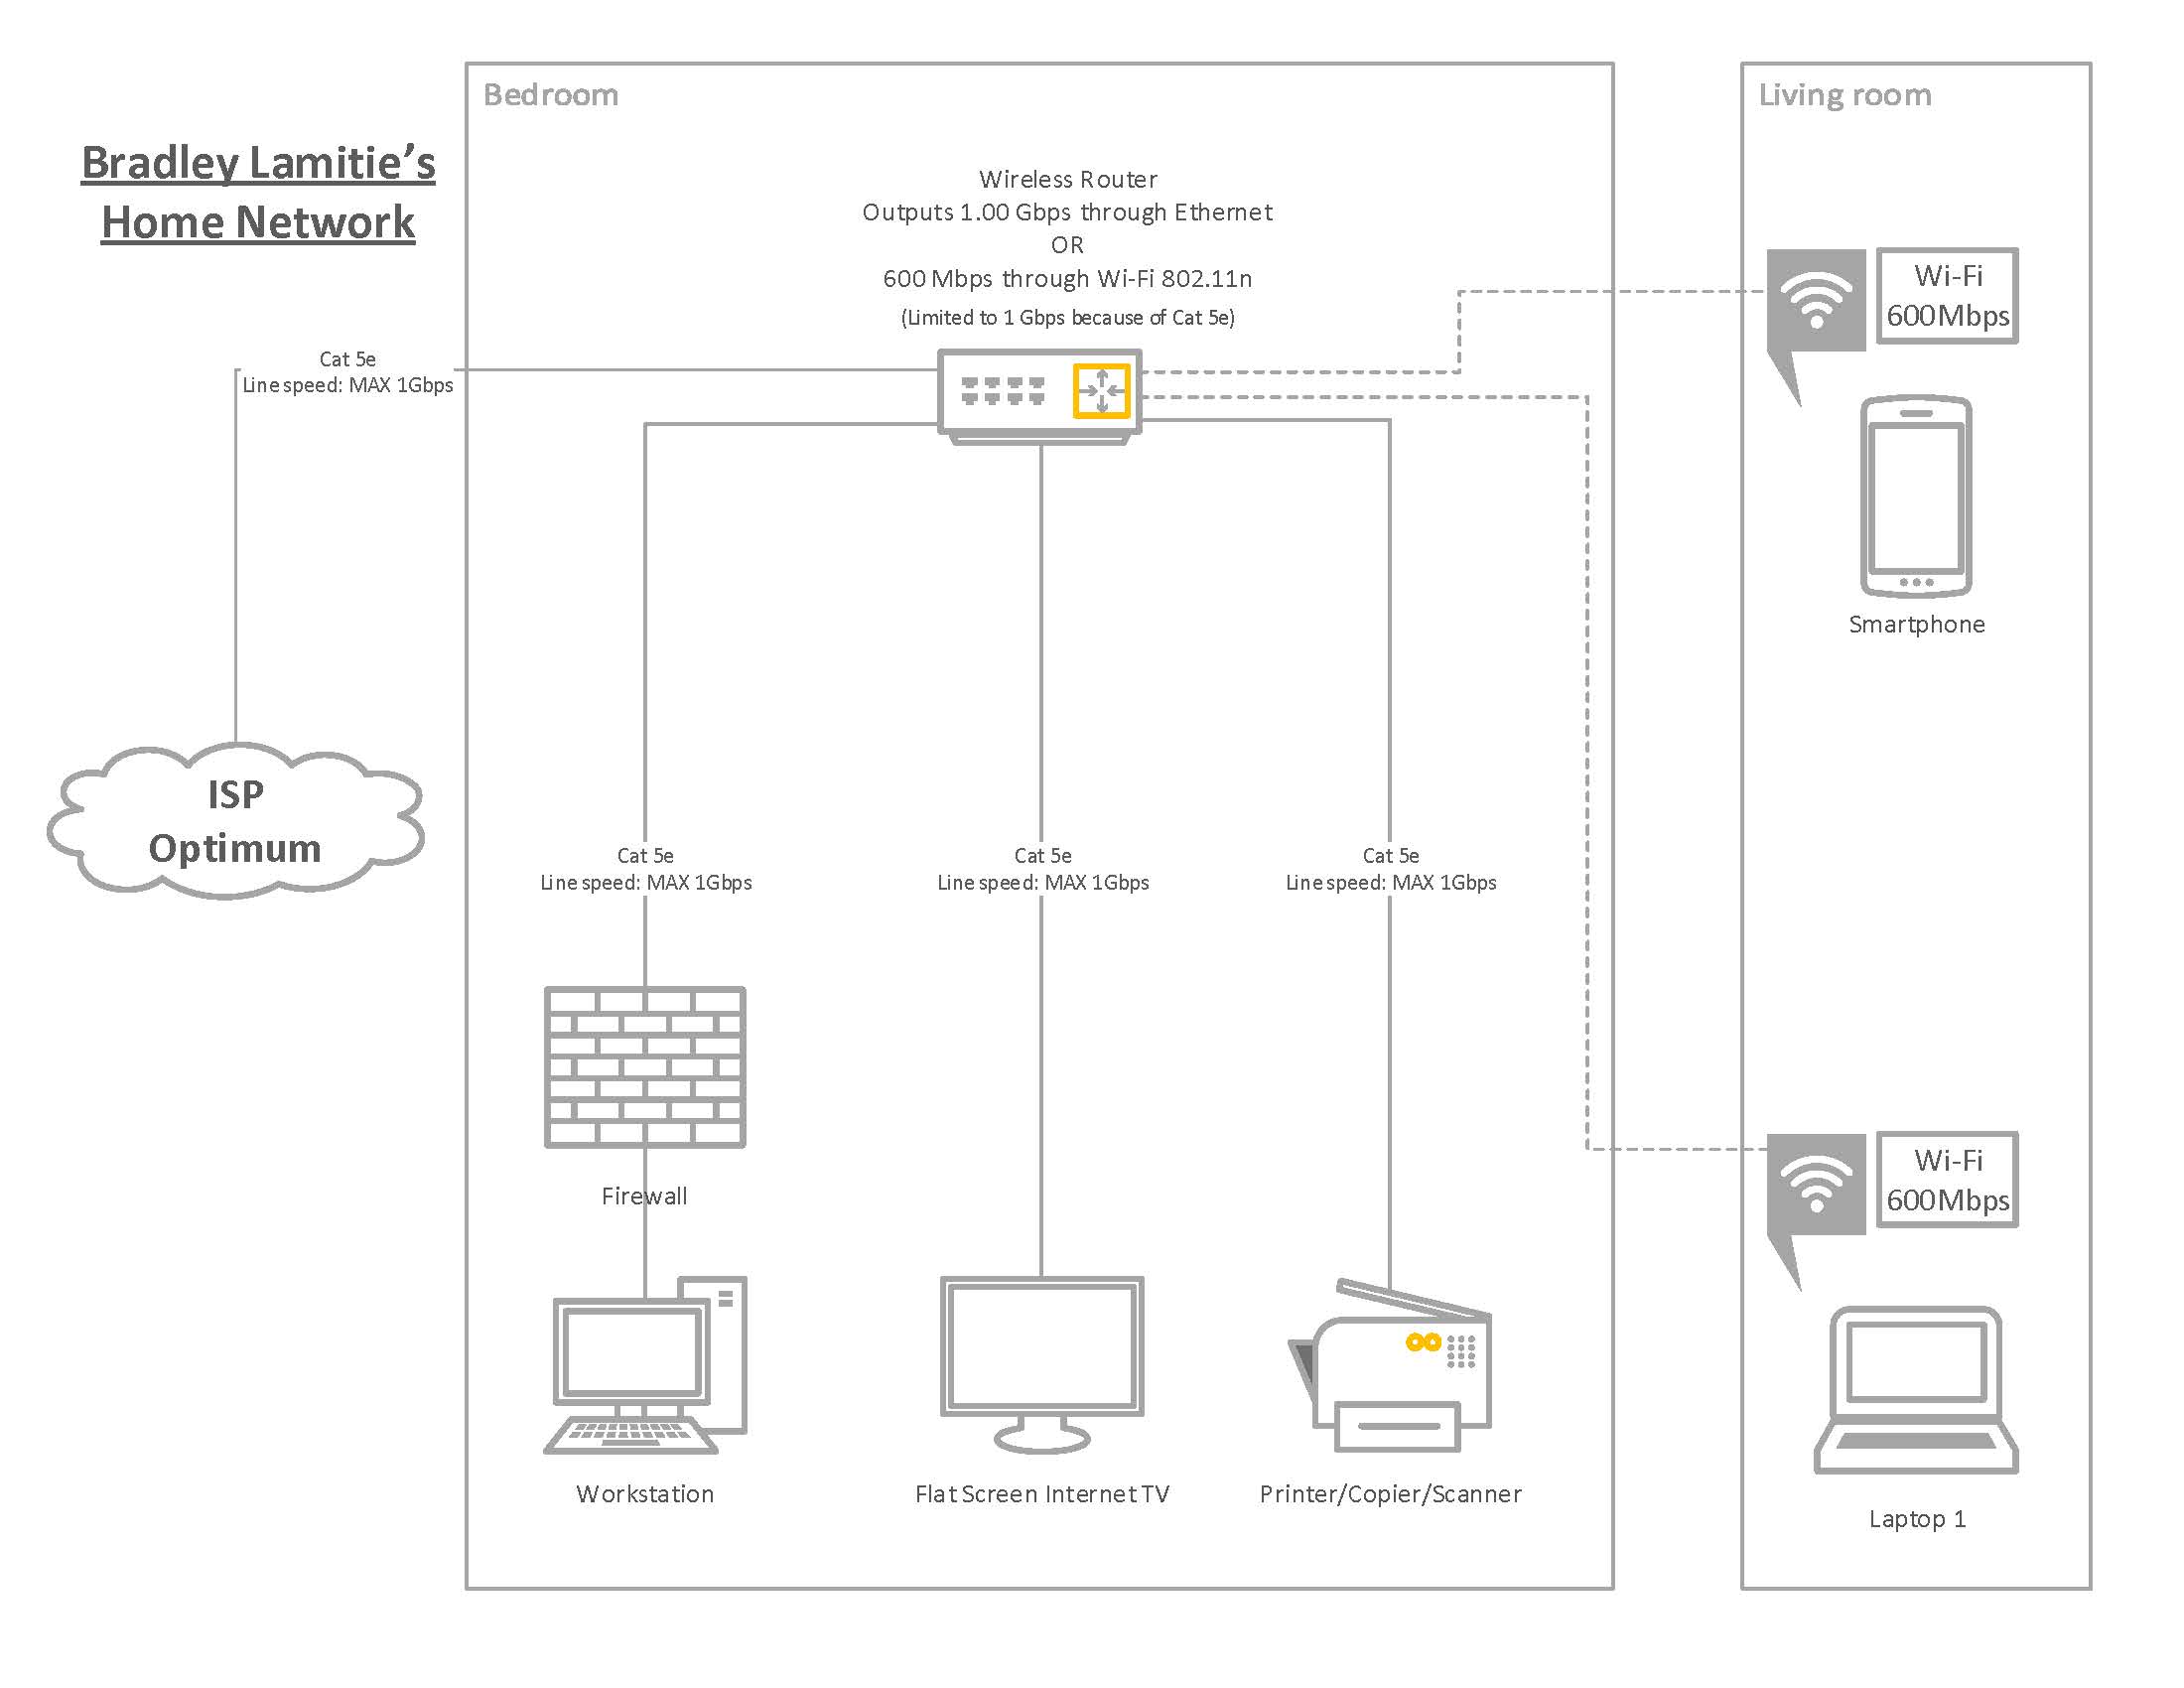 Bradley Lamitie’s
Home Network
Bedroom
Living room
Wireless Router
Outputs 1.00 Gbps through Ethernet
OR
600 Mbps through Wi-Fi 802.11n
(Limited to 1 Gbps because of Cat 5e)
Wi-Fi
600Mbps
Cat 5e
Line speed: MAX 1Gbps
Smartphone
ISP
Optimum
Cat 5e
Line speed: MAX 1Gbps
Cat 5e
Line speed: MAX 1Gbps
Cat 5e
Line speed: MAX 1Gbps
Wi-Fi
600Mbps
Firewall
Workstation
Flat Screen Internet TV
Printer/Copier/Scanner
Laptop 1